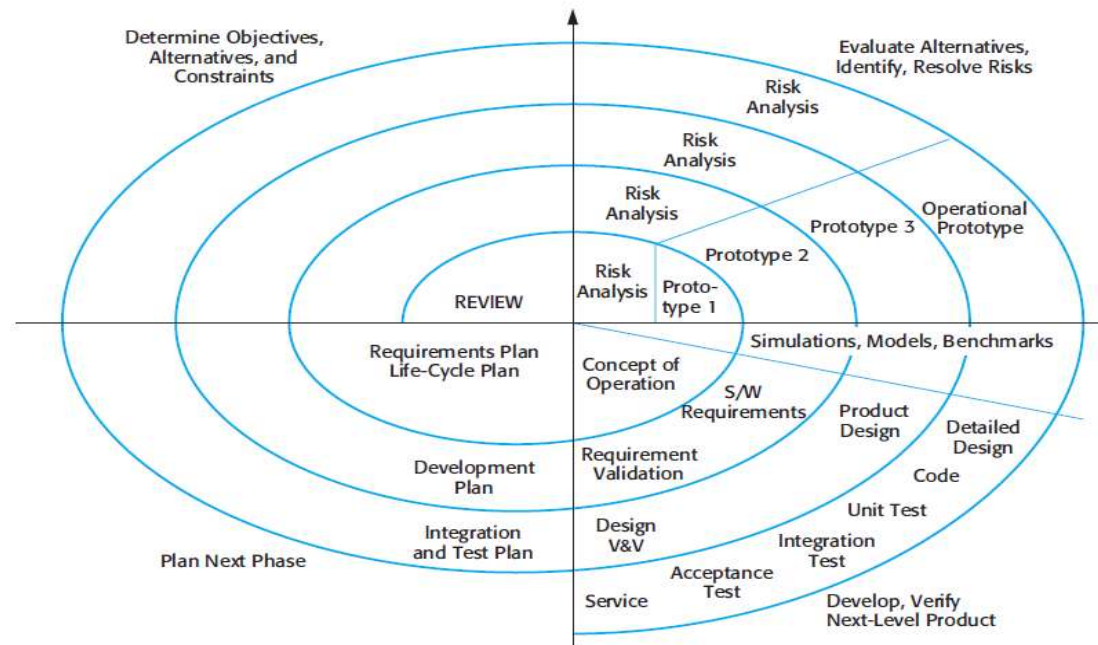 Determine Objectives,
Alternatives, and
Constraints
Evaluate Alternatives,
Identify, Resolve Risks
Risk
Analysis
Risk
Analysis
Risk
Analysis
Operational
Prototype
Prototype 3
Prototype 2
Risk
Analysis
Proto-
type 1
REVIEW
Simulations, Models, Benchmarks
Requirements Plan
Life-Cycle Plan
Concept of
Operation
S/W
Requirements
Product
Design
Detailed
Design
Development
Plan
Requirement
Validation
Code
Unit Test
Integration
and Test Plan
Design
V&V
Integration
Test
Plan Next Phase
Acceptance
Test
Service
Develop, Verify
Next-Level Product